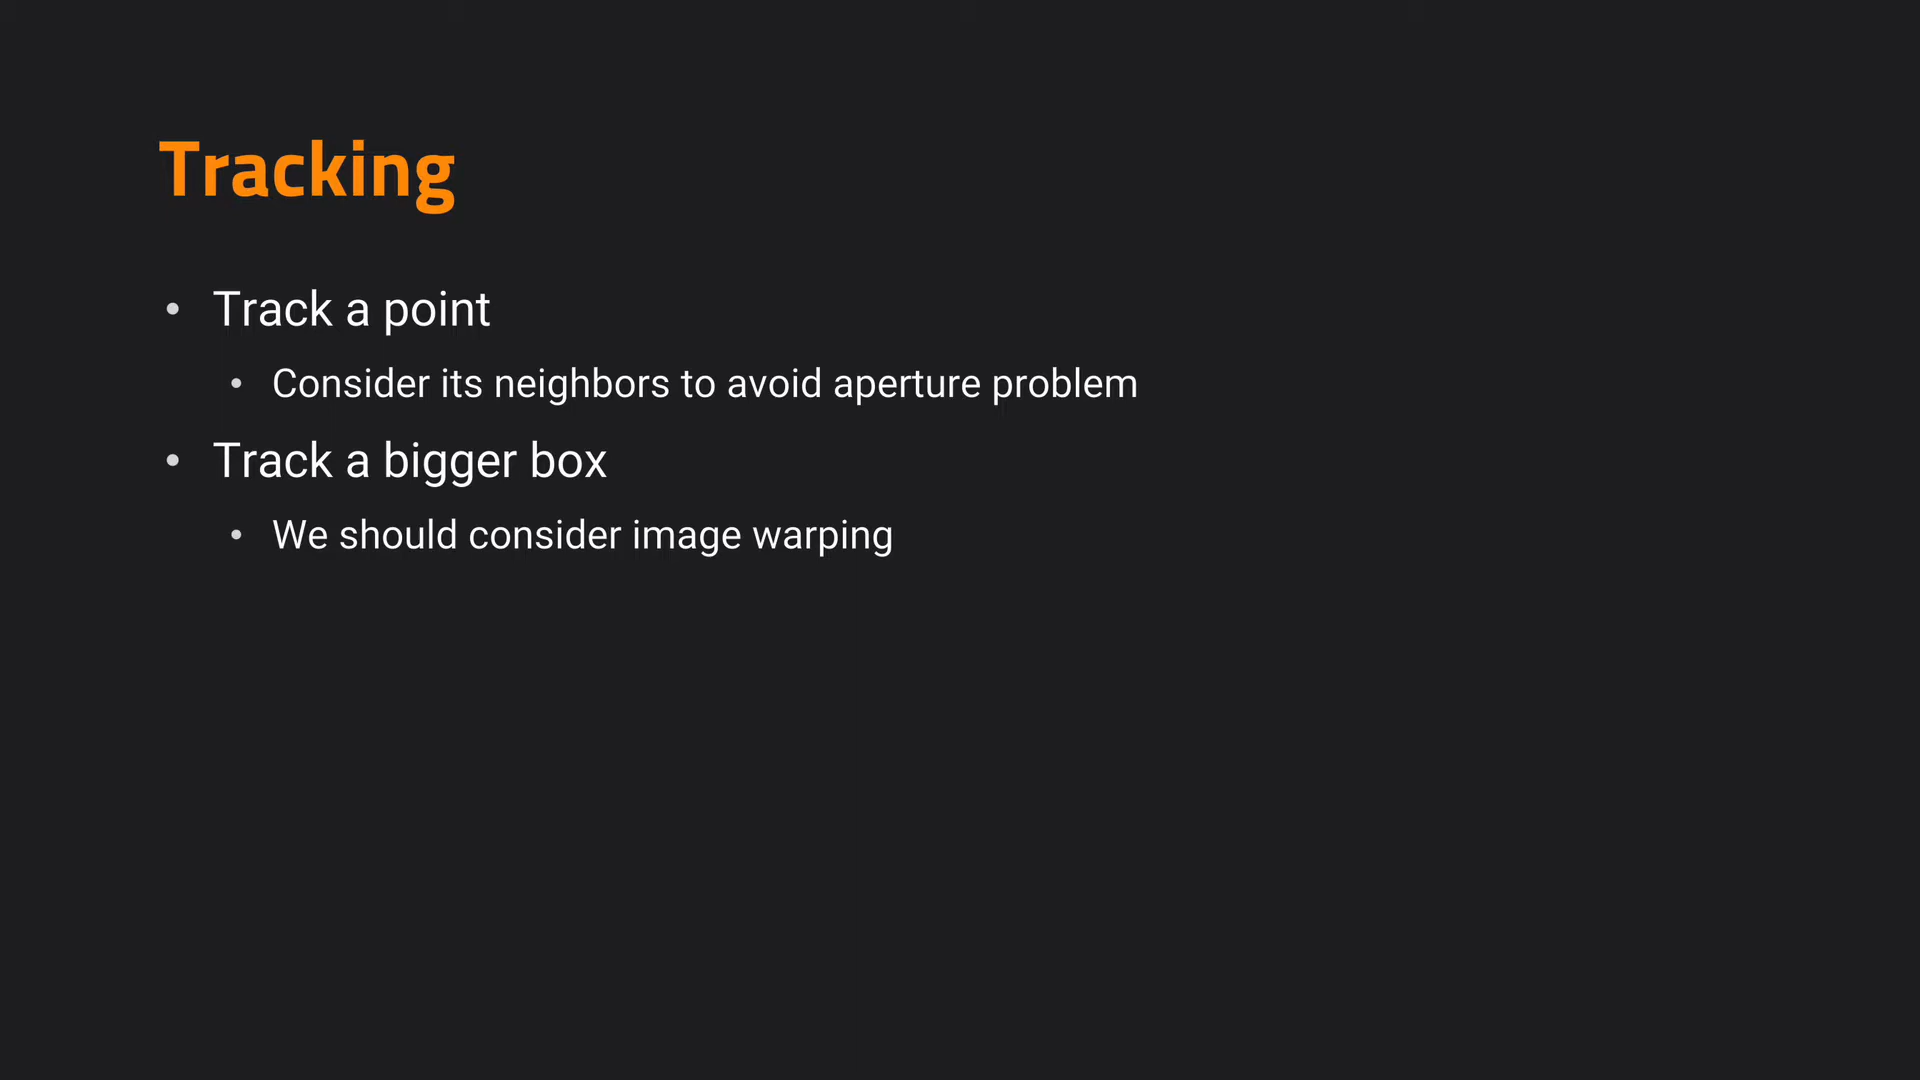 Tracking
• Track a point
• Consider its neighbors to avoid aperture problem
• Track a bigger box
• We should consider image warping